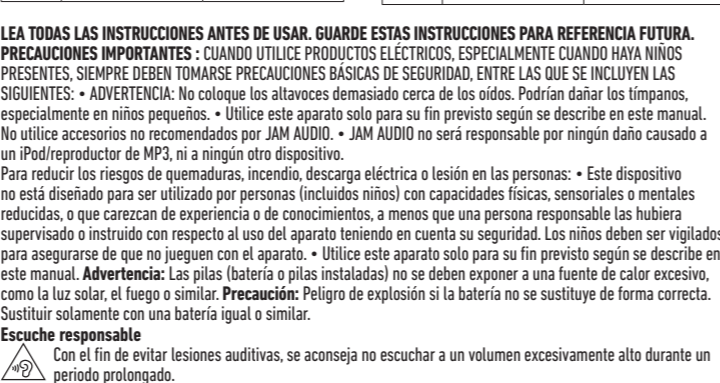 LEA TODAS LAS INSTRUCCIONES ANTES DE USAR. GUARDE ESTAS INSTRUCCIONES PARA REFERENCIA FUTURA.
PRECAUCIONES IMPORTANTES : CUANDO UTILICE PRODUCTOS ELÉCTRICOS, ESPECIALMENTE CUANDO HAYA NIÑOS
PRESENTES, SIEMPRE DEBEN TOMARSE PRECAUCIONES BÁSICAS DE SEGURIDAD, ENTRE LAS QUE SE INCLUYEN LAS
SIGUIENTES: • ADVERTENCIA: No coloque los altavoces demasiado cerca de los oídos. Podrían dañar los tímpanos,
especialmente en niños pequeños. • Utilice este aparato solo para su fin previsto según se describe en este manual.
No utilice accesorios no recomendados por JAM AUDIO. • JAM AUDIO no será responsable por ningún daño causado a
un iPod/reproductor de MP3, ni a ningún otro dispositivo.
Para reducir los riesgos de quemaduras, incendio, descarga eléctrica o lesión en las personas: • Este dispositivo
no está diseñado para ser utilizado por personas (incluidos niños) con capacidades físicas, sensoriales o mentales
reducidas, o que carezcan de experiencia o de conocimientos, a menos que una persona responsable las hubiera
supervisado o instruido con respecto al uso del aparato teniendo en cuenta su seguridad. Los niños deben ser vigilados
para asegurarse de que no jueguen con el aparato. • Utilice este aparato solo para su fin previsto según se describe en
este manual. Advertencia: Las pilas (batería o pilas instaladas) no se deben exponer a una fuente de calor excesivo,
como la luz solar, el fuego o similar. Precaución: Peligro de explosión si la batería no se sustituye de forma correcta.
Sustituir solamente con una batería igual o similar.
Escuche responsable
Con el fin de evitar lesiones auditivas, se aconseja no escuchar a un volumen excesivamente alto durante un
periodo prolongado.